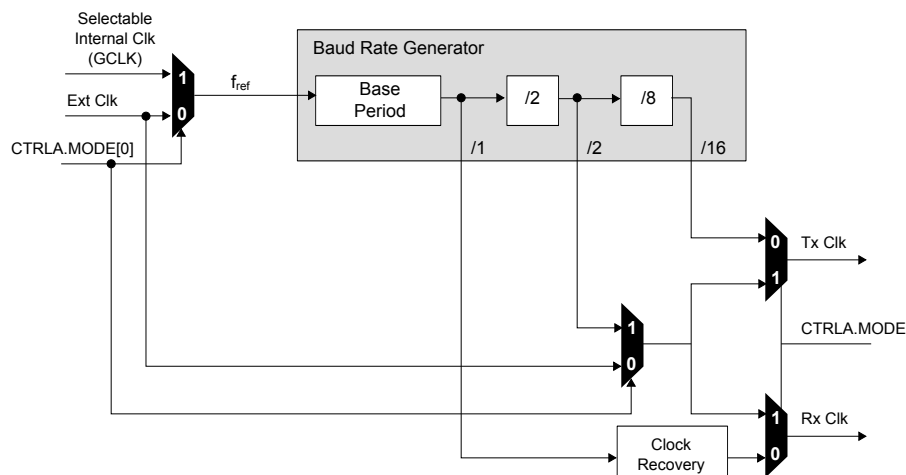 Selectable
Internal Clk
(GCLK)
Baud Rate Generator
1
0
f_ref
Base
Period
/2
/8
Ext Clk
CTRLA.MODE[0]
/1
/2
/16
0
1
Tx Clk
1
0
CTRLA.MODE
1
0
Rx Clk
Clock
Recovery